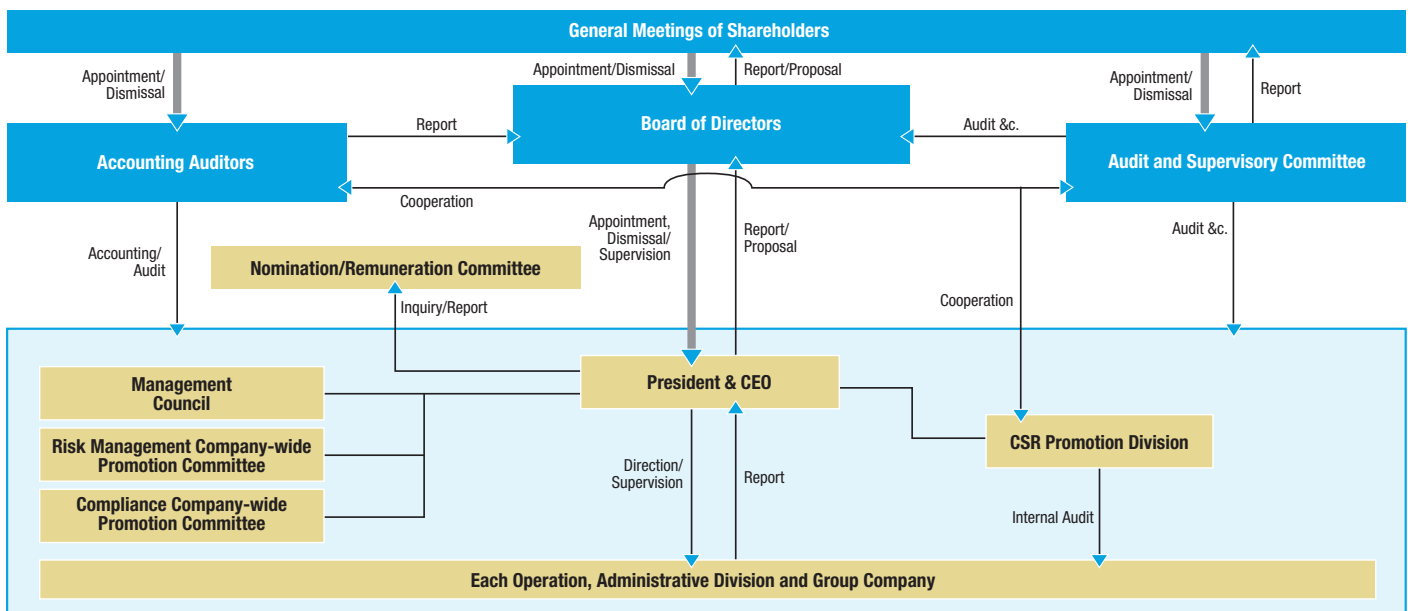 General Meetings of Shareholders
Appointment/
Dismissal
Appointment/Dismissal
Report/Proposal
Appointment/
Dismissal
Report
Accounting Auditors
Report
Board of Directors
Audit &c.
Audit and Supervisory Committee
Cooperation
Accounting/
Audit
Appointment,
Dismissal/
Supervision
Report/
Proposal
Audit &c.
Nomination/Remuneration Committee
Inquiry/Report
Cooperation
Management
Council
President & CEO
Risk Management Company-wide
Promotion Committee
CSR Promotion Division
Compliance Company-wide
Promotion Committee
Direction/
Supervision
Report
Internal Audit
Each Operation, Administrative Division and Group Company